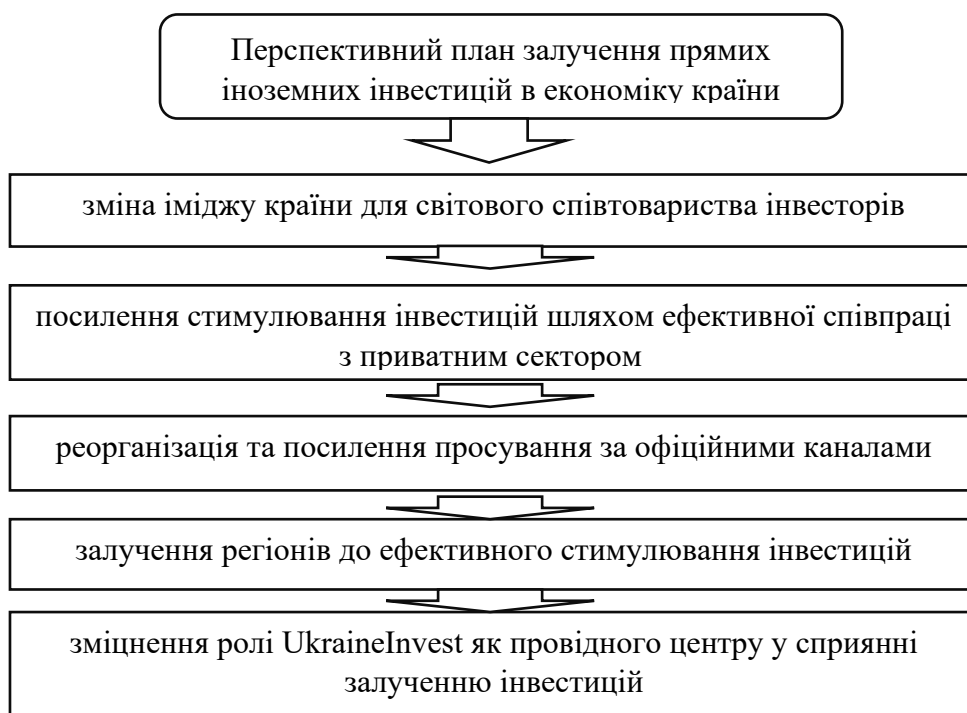 Перспективний план залучення прямих
іноземних інвестицій в економіку країни
зміна іміджу країни для світового співтовариства інвесторів
посилення стимулювання інвестицій шляхом ефективної співпраці
з приватним сектором
реорганізація та посилення просування за офіційними каналами
залучення регіонів до ефективного стимулювання інвестицій
зміцнення ролі UkraineInvest як провідного центру у сприянні
залученню інвестицій